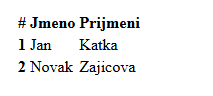 # Jmeno Prijmeni
1 Jan Katka
2 Novak Zajicova